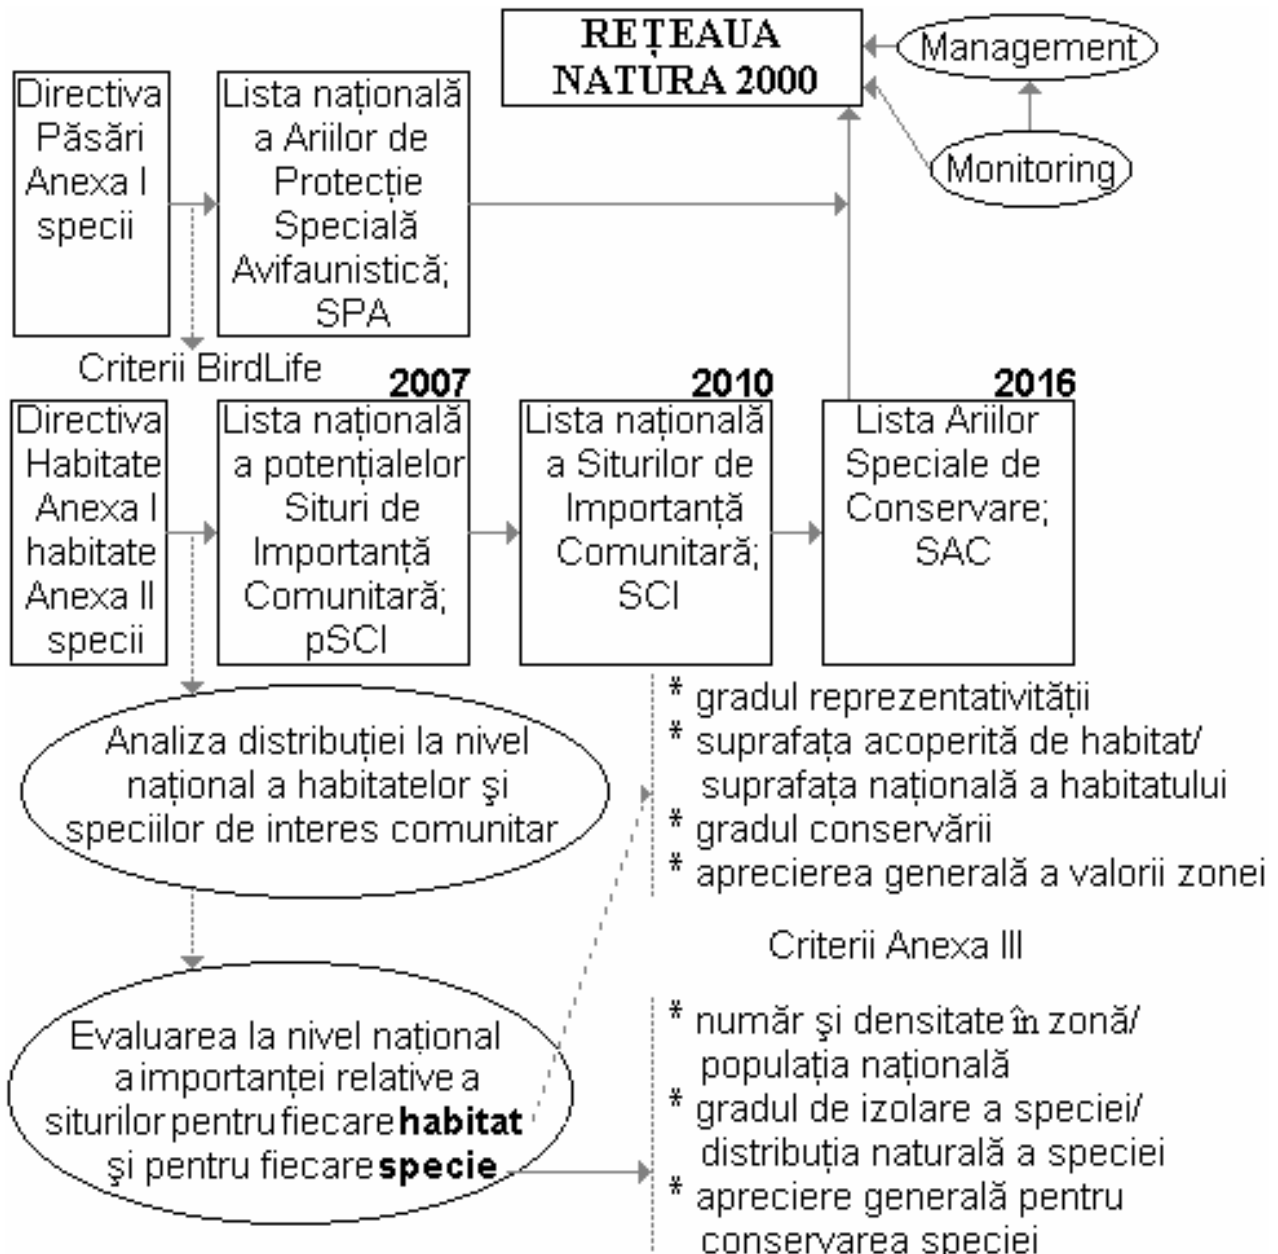 REȚEAUA
NATURA 2000
Management
Monitoring
Directiva
Păsări
Anexa I
specii
Lista națională
a Ariilor de
Protecție
Specială
Avifaunistică;
SPA
Criterii BirdLife
2007
2010
2016
Directiva
Habitate
Anexa I
habitate
Anexa II
specii
Lista națională
a potențialelor
Situri de
Importanță
Comunitară;
pSCI
Lista națională
a Siturilor de
Importanță
Comunitară;
SCI
Lista Ariilor
Speciale de
Conservare;
SAC
Analiza distribuției la nivel
național a habitatelor şi
speciilor de interes comunitar
* gradul reprezentativității
* suprafața acoperită de habitat/
suprafața națională a habitatului
* gradul conservării
* aprecierea generală a valorii zonei
Criterii Anexa III
Evaluarea la nivel național
a importanței relative a
siturilor pentru fiecare habitat
şi pentru fiecare specie
* număr şi densitate în zonă/
populația națională
* gradul de izolare a speciei/
distribuția naturală a speciei
* apreciere generală pentru
conservarea speciei